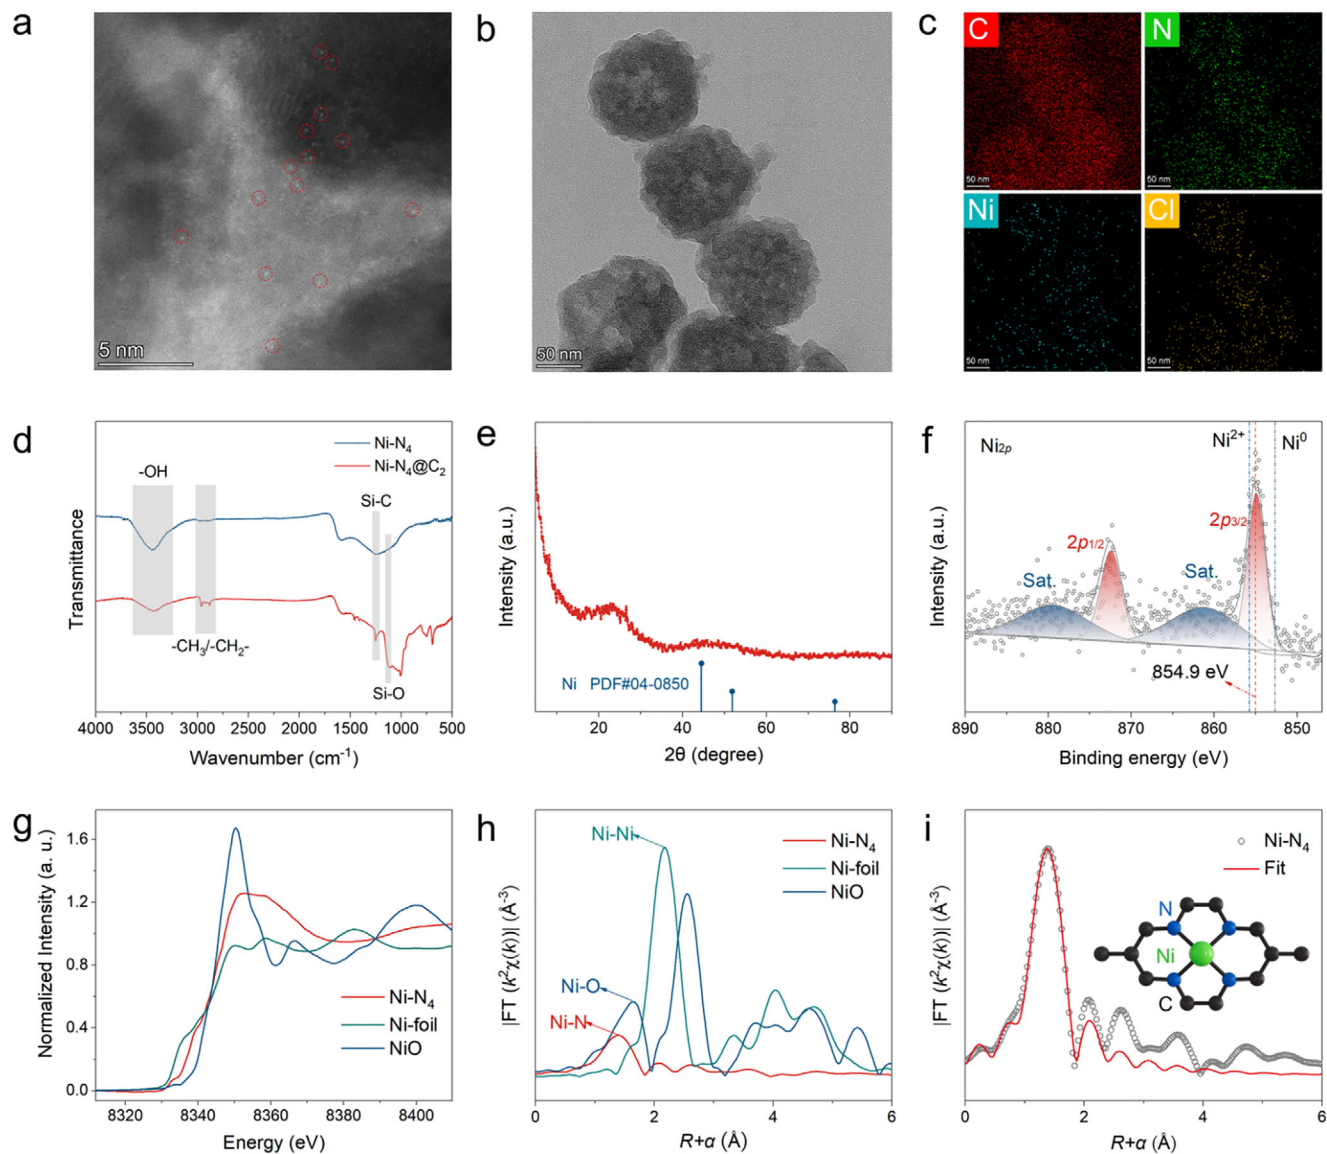 a
5 nm
b
50 nm
c
C
50 nm
N
50 nm
Ni
50 nm
Cl
50 nm
d
Ni-N₄
Ni-N₄@C₂
-OH
Si-C
-CH₃/-CH₂-
Si-O
Transmittance
4000 3500 3000 2500 2000 1500 1000 500
Wavenumber (cm⁻¹)
e
Intensity (a.u.)
Ni PDF#04-0850
20 40 60 80
2θ (degree)
f
Ni₂ₚ
Ni²⁺
Ni⁰
2p₃/₂
2p₁/₂
Sat.
Sat.
854.9 eV
Intensity (a.u.)
890 880 870 860 850
Binding energy (eV)
g
Normalized Intensity (a. u.)
1.6
1.2
0.8
0.4
0.0
Ni-N₄
Ni-foil
NiO
8320 8340 8360 8380 8400
Energy (eV)
h
|FT (k²χ(k))| (Å⁻³)
Ni-Ni
Ni-O
Ni-N
Ni-N₄
Ni-foil
NiO
0 2 4 6
R+α (Å)
i
|FT (k²χ(k))| (Å⁻³)
Ni-N₄
Fit
N
Ni
C
0 2 4 6
R+α (Å)